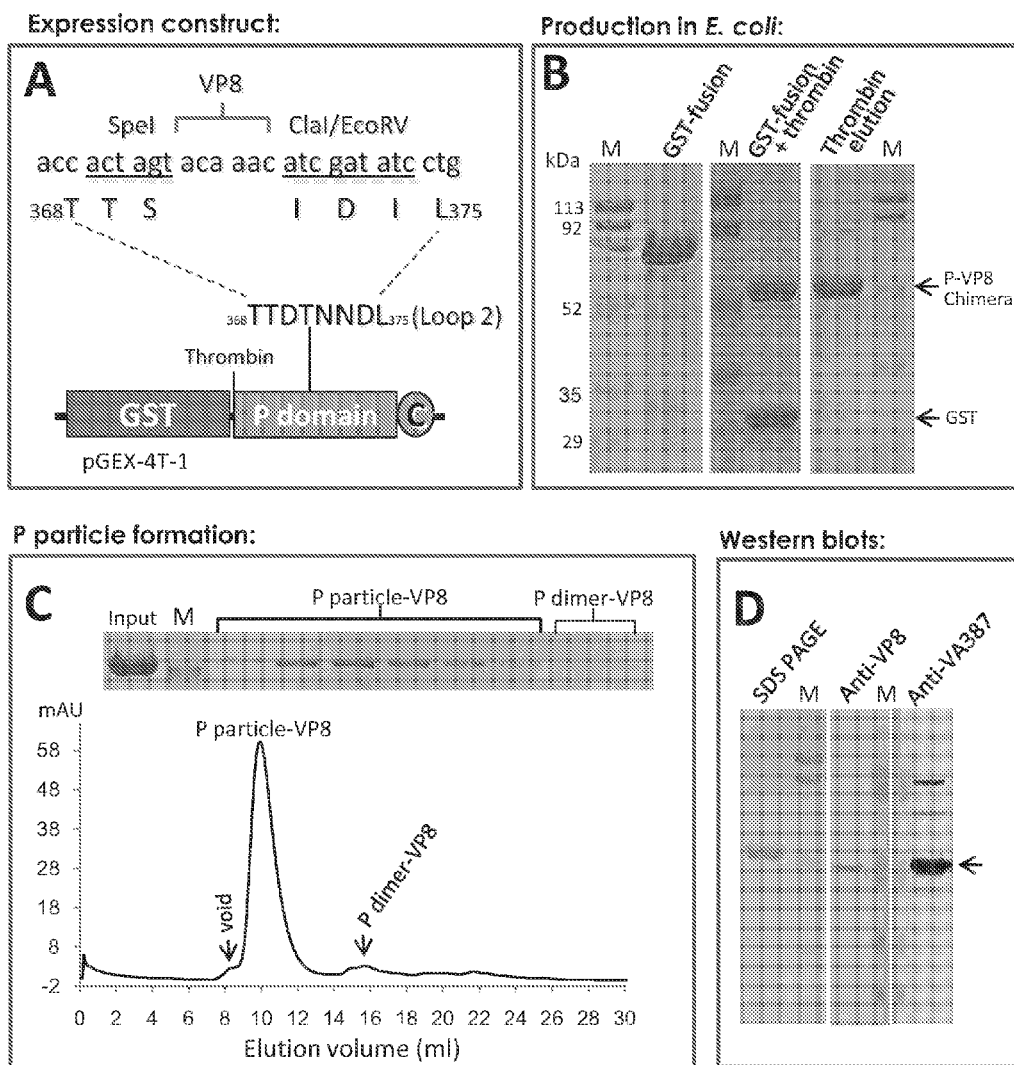 Expression construct:
A
VP8
SpeI
ClaI/EcoRV
acc act agt aca aac atc gat atc ctg
368T T S I D I L375
368TTDTNNDL375 (Loop 2)
Thrombin
GST
P domain
C
pGEX-4T-1
Production in E. coli:
B
M
GST-fusion
M
GST-fusion
+ thrombin
Thrombin
elution
M
kDa
113
92
52
35
29
P-VP8
Chimera
GST
P particle formation:
C
Input
M
P particle-VP8
P dimer-VP8
mAU
58
48
38
28
18
8
-2
P particle-VP8
void
P dimer-VP8
0 2 4 6 8 10 12 14 16 18 20 22 24 26 28 30
Elution volume (ml)
Western blots:
D
SDS PAGE
M
Anti-VP8
M
Anti-VA387